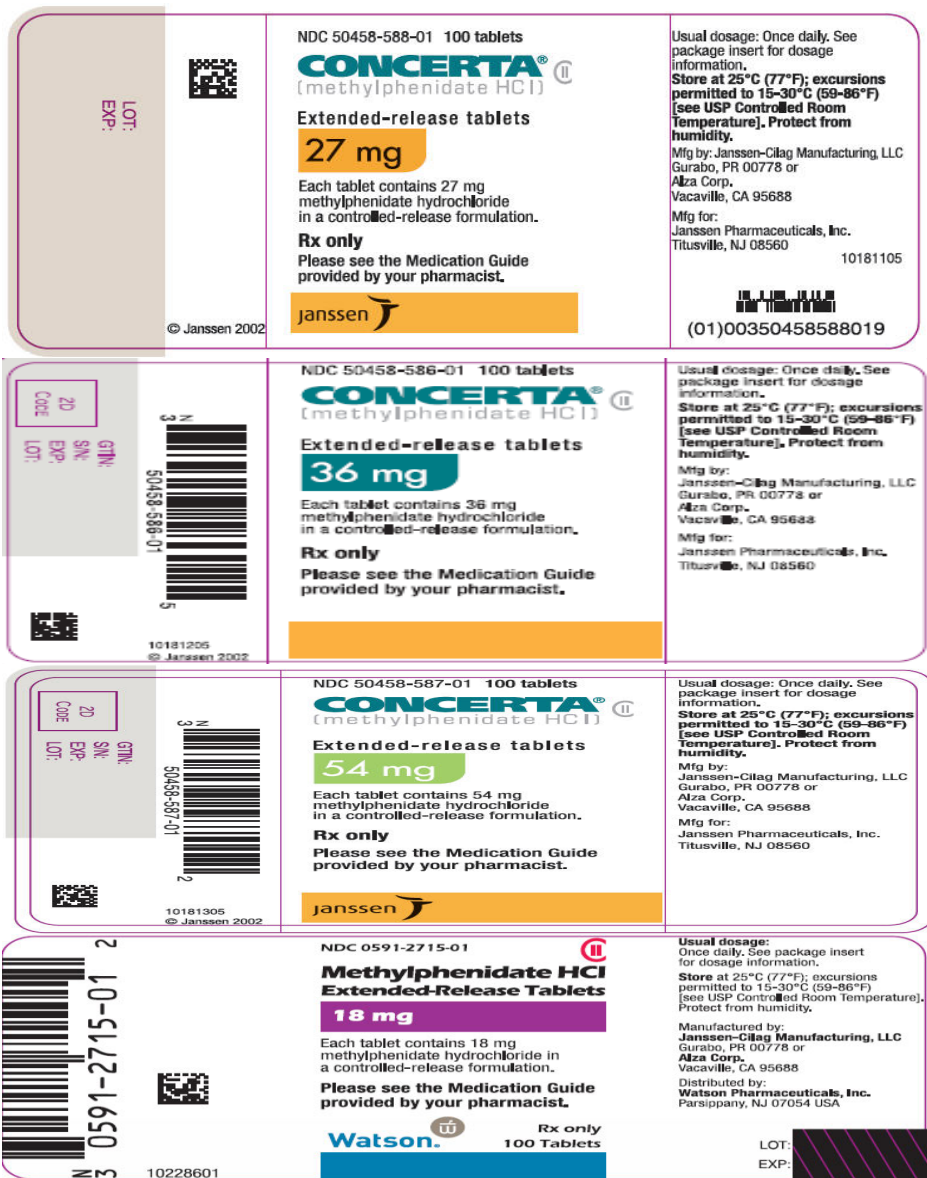 LOT:
EXP:
© Janssen 2002
NDC 50458-588-01 100 tablets
CONCERTA® CII
(methylphenidate HCl)
Extended-release tablets
27 mg
Each tablet contains 27 mg
methylphenidate hydrochloride
in a controlled-release formulation.
Rx only
Please see the Medication Guide
provided by your pharmacist.
janssen
Usual dosage: Once daily. See
package insert for dosage
information.
Store at 25°C (77°F); excursions
permitted to 15-30°C (59-86°F)
[see USP Controlled Room
Temperature]. Protect from
humidity.
Mfg by: Janssen-Cilag Manufacturing, LLC
Gurabo, PR 00778 or
Alza Corp.
Vacaville, CA 95688
Mfg for:
Janssen Pharmaceuticals, Inc.
Titusville, NJ 08560
10181105
(01)00350458588019
2D
CODE
GTIN:
S/N:
EXP:
LOT:
N
3
50458-586-01
5
10181205
© Janssen 2002
NDC 50458-586-01 100 tablets
CONCERTA® CII
(methylphenidate HCl)
Extended-release tablets
36 mg
Each tablet contains 36 mg
methylphenidate hydrochloride
in a controlled-release formulation.
Rx only
Please see the Medication Guide
provided by your pharmacist.
Usual dosage: Once daily. See
package insert for dosage
information.
Store at 25°C (77°F); excursions
permitted to 15-30°C (59-86°F)
[see USP Controlled Room
Temperature]. Protect from
humidity.
Mfg by:
Janssen-Cilag Manufacturing, LLC
Gurabo, PR 00778 or
Alza Corp.
Vacaville, CA 95688
Mfg for:
Janssen Pharmaceuticals, Inc.
Titusville, NJ 08560
2D
CODE
GTIN:
S/N:
EXP:
LOT:
N
3
50458-587-01
2
10181305
© Janssen 2002
NDC 50458-587-01 100 tablets
CONCERTA® CII
(methylphenidate HCl)
Extended-release tablets
54 mg
Each tablet contains 54 mg
methylphenidate hydrochloride
in a controlled-release formulation.
Rx only
Please see the Medication Guide
provided by your pharmacist.
janssen
Usual dosage: Once daily. See
package insert for dosage
information.
Store at 25°C (77°F); excursions
permitted to 15-30°C (59-86°F)
[see USP Controlled Room
Temperature]. Protect from
humidity.
Mfg by:
Janssen-Cilag Manufacturing, LLC
Gurabo, PR 00778 or
Alza Corp.
Vacaville, CA 95688
Mfg for:
Janssen Pharmaceuticals, Inc.
Titusville, NJ 08560
N
3
0591-2715-01
2
10228601
NDC 0591-2715-01
CII
Methylphenidate HCl
Extended-Release Tablets
18 mg
Each tablet contains 18 mg
methylphenidate hydrochloride in
a controlled-release formulation.
Please see the Medication Guide
provided by your pharmacist.
Watson.
Rx only
100 Tablets
Usual dosage:
Once daily. See package insert
for dosage information.
Store at 25°C (77°F); excursions
permitted to 15-30°C (59-86°F)
[see USP Controlled Room Temperature].
Protect from humidity.
Manufactured by:
Janssen-Cilag Manufacturing, LLC
Gurabo, PR 00778 or
Alza Corp.
Vacaville, CA 95688
Distributed by:
Watson Pharmaceuticals, Inc.
Parsippany, NJ 07054 USA
LOT:
EXP: